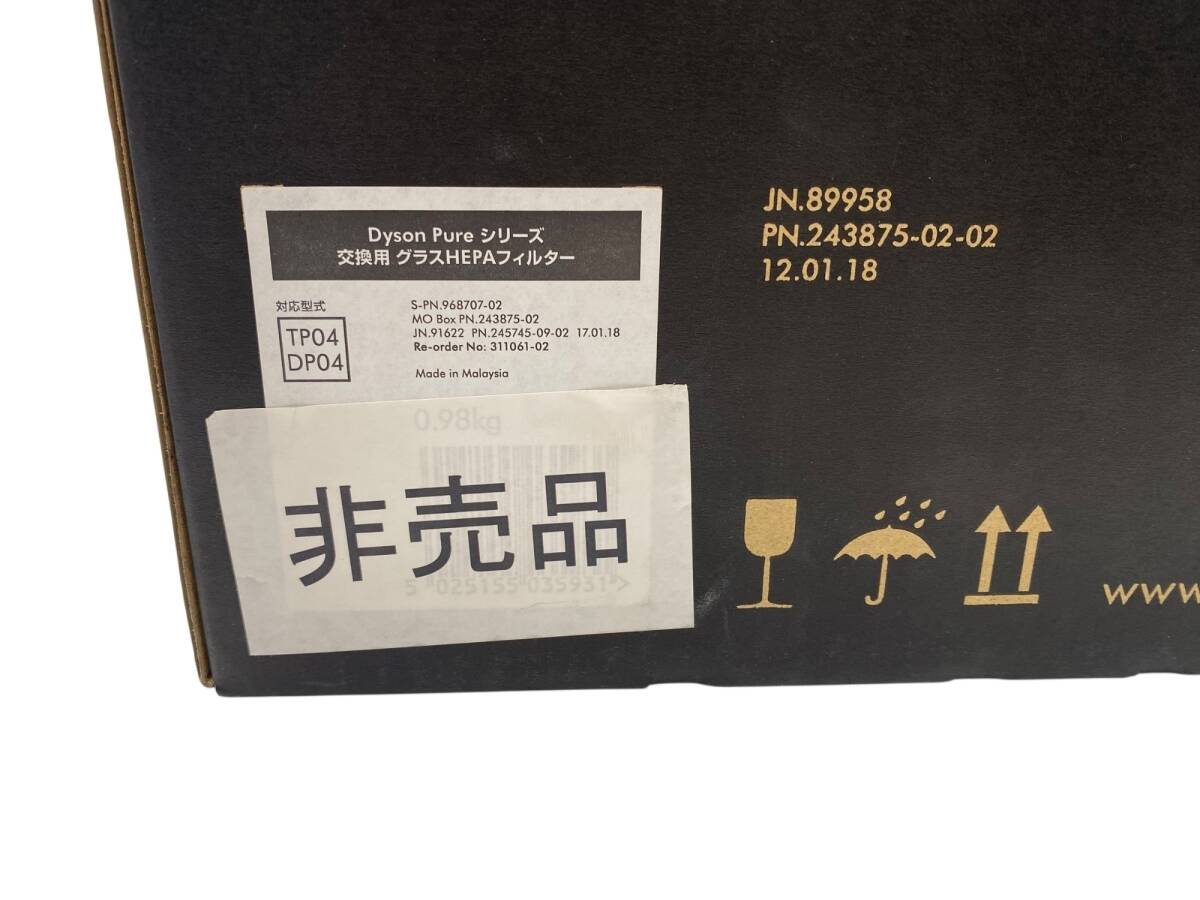 Dyson Pure シリーズ
交換用 グラスHEPAフィルター
対応型式
TP04
DP04
S-PN.968707-02
MO Box PN.243875-02
JN.91622 PN.245745-09-02 17.01.18
Re-order No: 311061-02
Made in Malaysia
0.98kg
非売品
5 025155 035931 >
JN.89958
PN.243875-02-02
12.01.18
www.